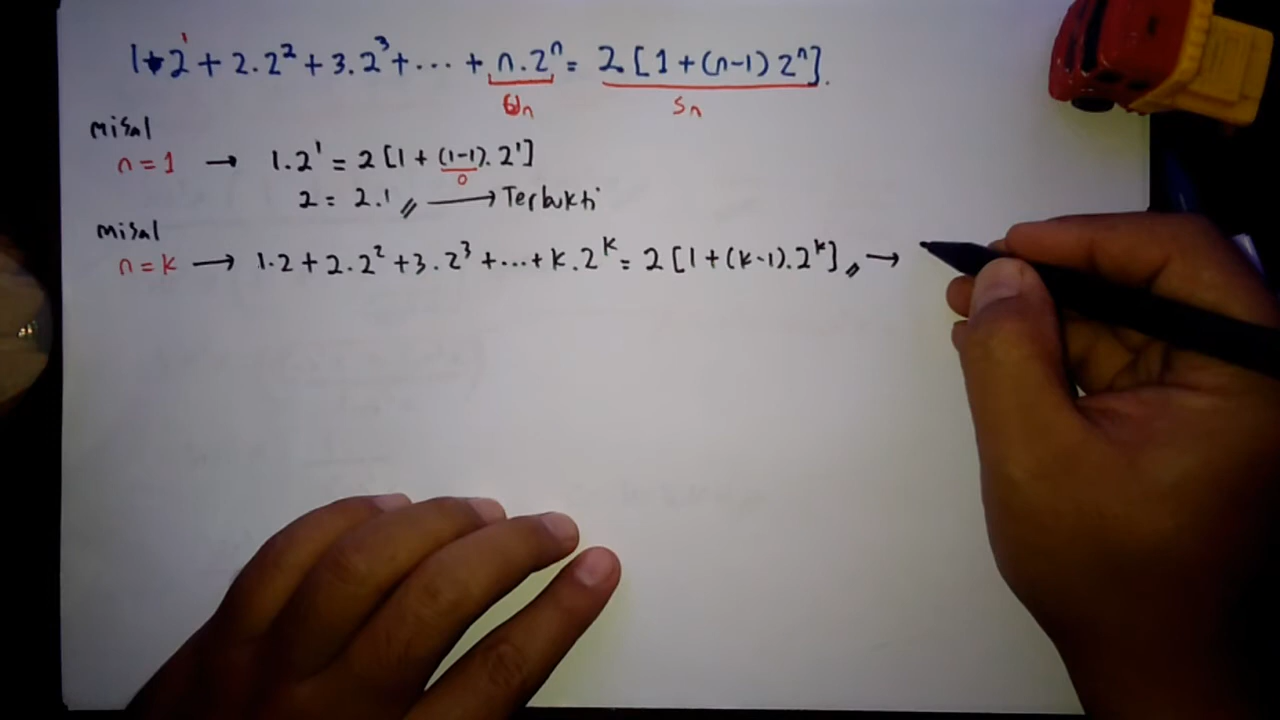 1·2¹ + 2.2² + 3.2³ + ... + n.2ⁿ = 2[1+(n-1)2ⁿ].
Un Sn
misal
n=1 → 1.2¹ = 2[1+(1-1).2¹]
0
2 = 2.1 // → Terbukti
misal
n=k → 1.2+2.2²+3.2³+...+k.2ᵏ = 2[1+(k-1).2ᵏ] // →